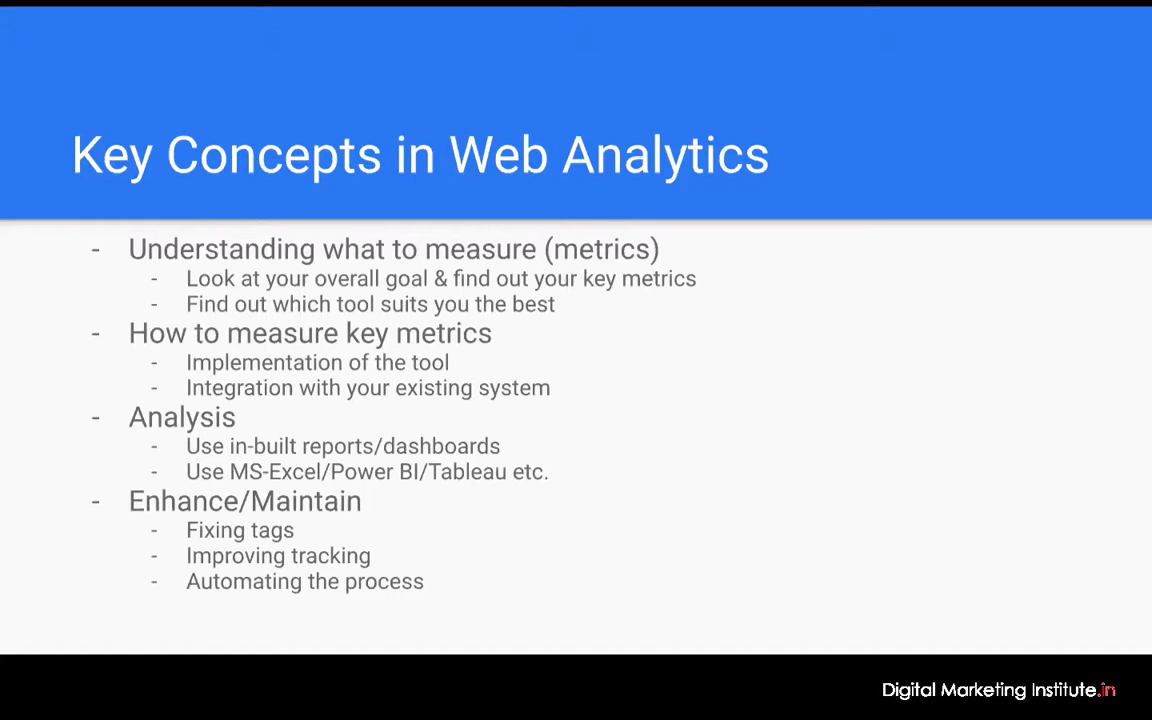 Key Concepts in Web Analytics
- Understanding what to measure (metrics)
- Look at your overall goal & find out your key metrics
- Find out which tool suits you the best
- How to measure key metrics
- Implementation of the tool
- Integration with your existing system
- Analysis
- Use in-built reports/dashboards
- Use MS-Excel/Power BI/Tableau etc.
- Enhance/Maintain
- Fixing tags
- Improving tracking
- Automating the process
Digital Marketing Institute.in